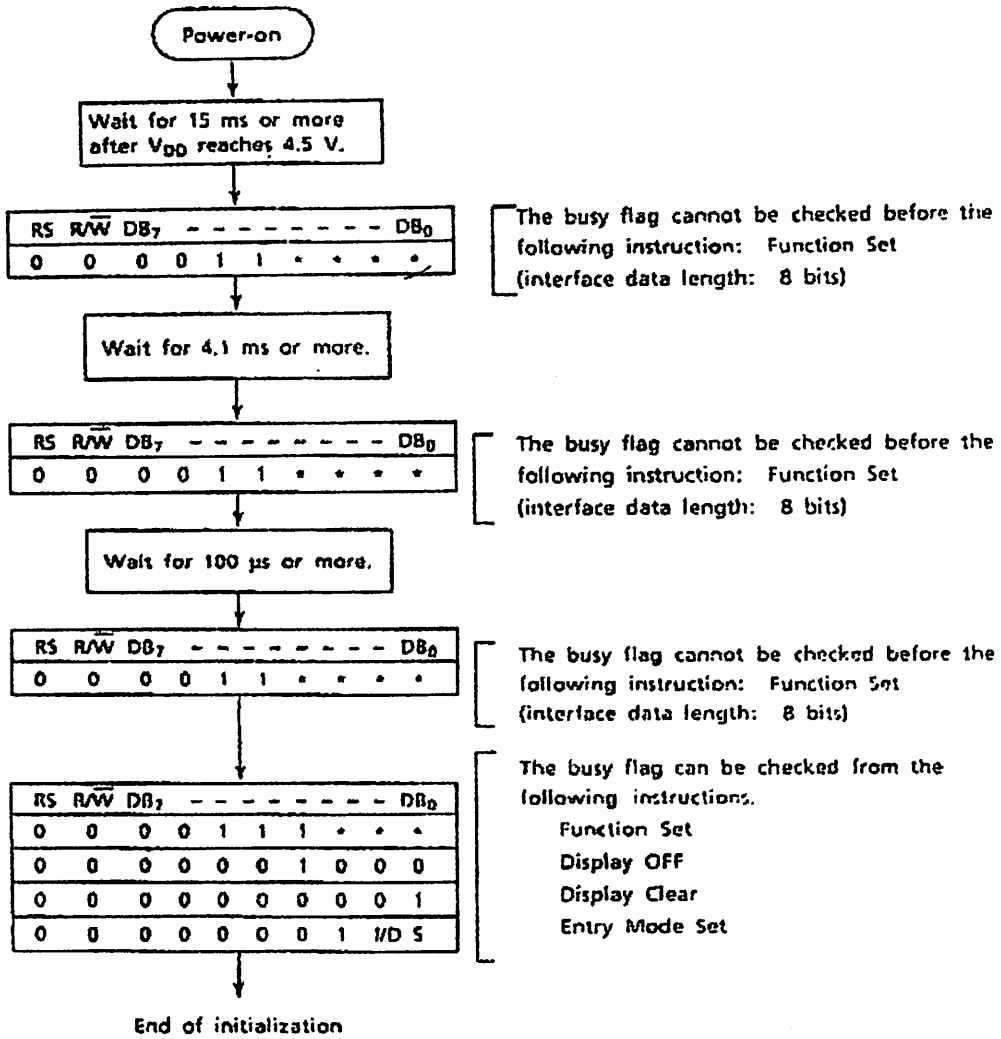 Power-on
Wait for 15 ms or more
after VDD reaches 4.5 V.
RS R/W̅ DB7 - - - - - - - - DB0
0 0 0 0 1 1 * * * *
The busy flag cannot be checked before the
following instruction: Function Set
(interface data length: 8 bits)
Wait for 4.1 ms or more.
RS R/W̅ DB7 - - - - - - - - DB0
0 0 0 0 1 1 * * * *
The busy flag cannot be checked before the
following instruction: Function Set
(interface data length: 8 bits)
Wait for 100 µs or more.
RS R/W̅ DB7 - - - - - - - - DB0
0 0 0 0 1 1 * * * *
The busy flag cannot be checked before the
following instruction: Function Set
(interface data length: 8 bits)
RS R/W̅ DB7 - - - - - - - - DB0
0 0 0 0 1 1 1 * * *
0 0 0 0 0 0 1 0 0 0
0 0 0 0 0 0 0 0 0 1
0 0 0 0 0 0 0 1 I/D S
The busy flag can be checked from the
following instructions.
Function Set
Display OFF
Display Clear
Entry Mode Set
End of initialization